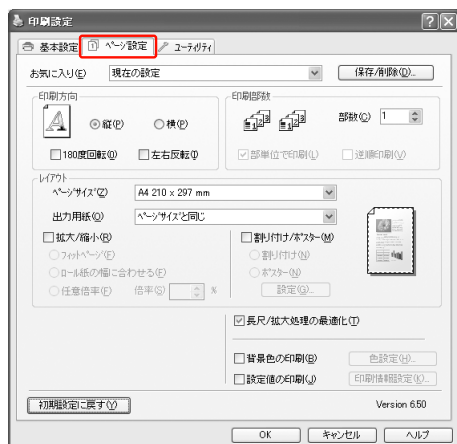 印刷設定
基本設定 ページ設定 ユーティリティ
お気に入り(E) 現在の設定 保存/削除(D)...
印刷方向
A 縦(P) 横(P)
180度回転(0) 左右反転(I)
印刷部数
1 2 3 1 2 3 部数(C) 1
部単位で印刷(L) 逆順印刷(V)
レイアウト
ページサイズ(Z) A4 210 x 297 mm
出力用紙(O) ページサイズと同じ
拡大/縮小(R)
フィットページ(F)
ロール紙の幅に合わせる(F)
任意倍率(F) 倍率(S) %
割り付け/ポスター(M)
割り付け(N)
ポスター(N)
設定(G)...
長尺/拡大処理の最適化(T)
背景色の印刷(B) 色設定(H)...
設定値の印刷(J) 印刷情報設定(K)...
初期設定に戻す(Y) Version 6.50
OK キャンセル ヘルプ